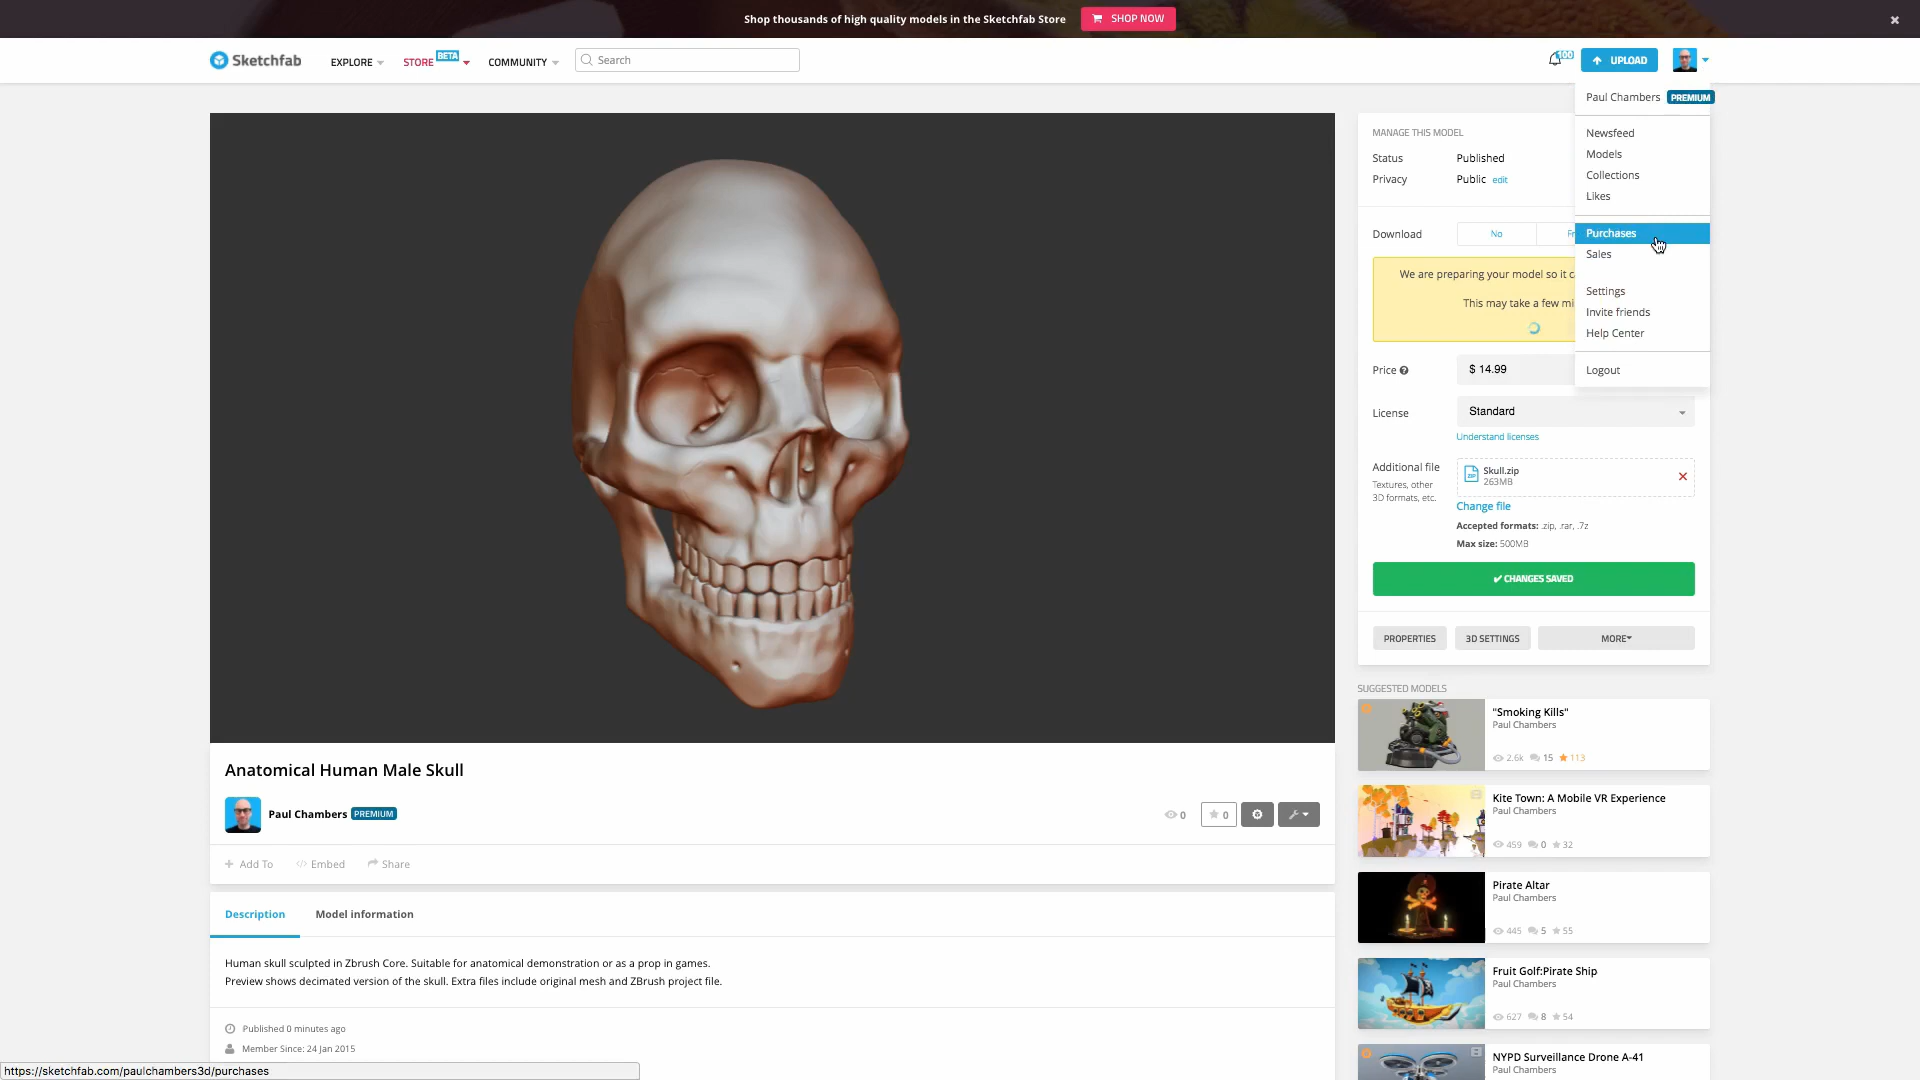 Shop thousands of high quality models in the Sketchfab Store
SHOP NOW
×
Sketchfab
EXPLORE
STORE
BETA
COMMUNITY
Search
100
UPLOAD
Paul Chambers PREMIUM
Newsfeed
Models
Collections
Likes
Purchases
Sales
Settings
Invite friends
Help Center
Logout
MANAGE THIS MODEL
Status Published
Privacy Public edit
Download No
We are preparing your model so it
This may take a few
Price $ 14.99
License Standard
Understand licenses
Additional file
Textures, other
3D formats, etc.
ZIP
Skull.zip
263MB
Change file
Accepted formats: .zip, .rar, .7z
Max size: 500MB
✔ CHANGES SAVED
PROPERTIES
3D SETTINGS
MORE
SUGGESTED MODELS
"Smoking Kills"
Paul Chambers
2.6k 15 113
Kite Town: A Mobile VR Experience
Paul Chambers
459 0 32
Pirate Altar
Paul Chambers
445 5 55
Fruit Golf:Pirate Ship
Paul Chambers
627 8 54
NYPD Surveillance Drone A-41
Paul Chambers
Anatomical Human Male Skull
Paul Chambers PREMIUM
0
0
+ Add To
</> Embed
Share
Description
Model information
Human skull sculpted in Zbrush Core. Suitable for anatomical demonstration or as a prop in games.
Preview shows decimated version of the skull. Extra files include original mesh and ZBrush project file.
Published 0 minutes ago
Member Since: 24 Jan 2015
https://sketchfab.com/paulchambers3d/purchases